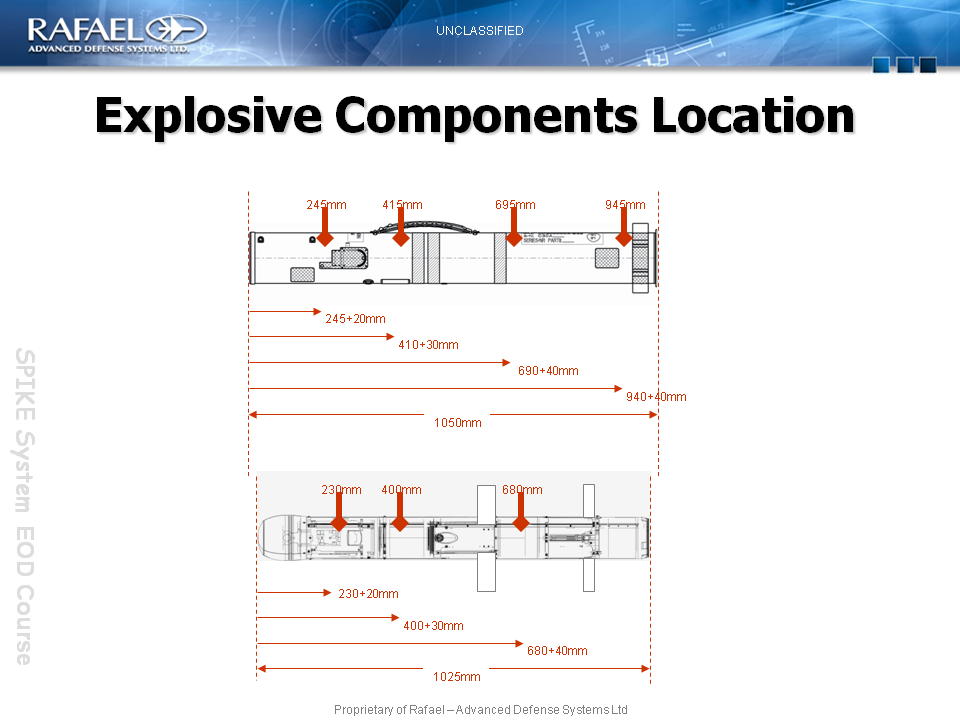 RAFAEL
ADVANCED DEFENSE SYSTEMS LTD.
UNCLASSIFIED
Explosive Components Location
245mm 415mm 695mm 945mm
245+20mm
410+30mm
690+40mm
940+40mm
1050mm
230mm 400mm 680mm
230+20mm
400+30mm
680+40mm
1025mm
SPIKE System EOD Course
Proprietary of Rafael – Advanced Defense Systems Ltd